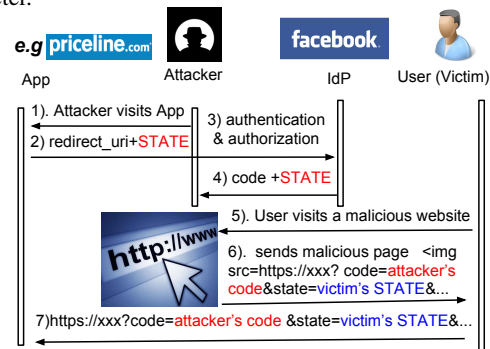 eter.
e.g priceline.com
facebook
App
Attacker
IdP
User (Victim)
1). Attacker visits App
3) authentication
& authorization
2) redirect_uri+STATE
4) code +STATE
5). User visits a malicious website
http://www
6). sends malicious page <img
src=https://xxx? code=attacker's
code&state=victim's STATE&...
7)https://xxx?code=attacker's code &state=victim's STATE&...